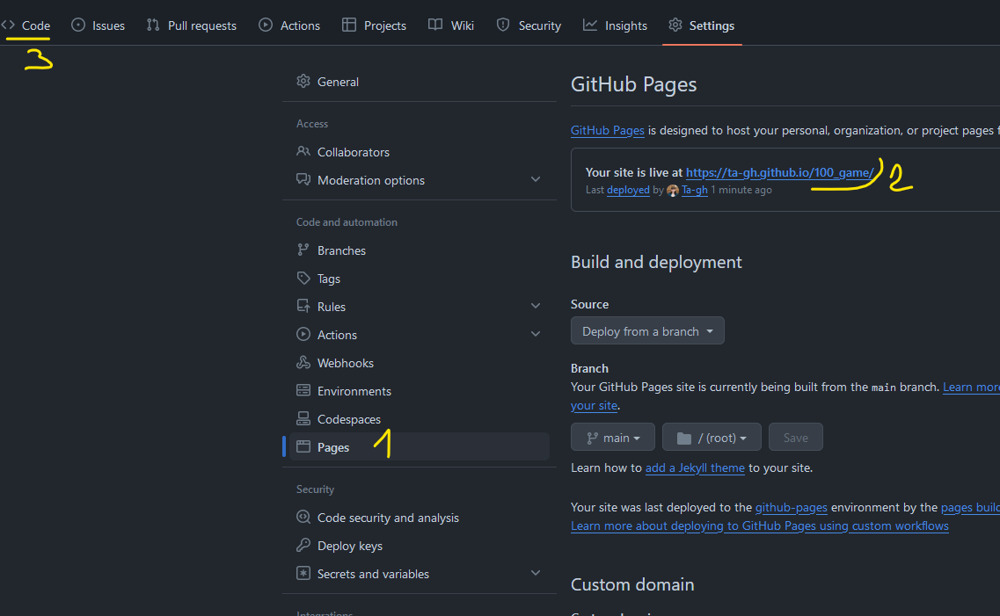 <> Code Issues Pull requests Actions Projects Wiki Security Insights Settings
3
General
Access
Collaborators
Moderation options
Code and automation
Branches
Tags
Rules
Actions
Webhooks
Environments
Codespaces
Pages 1
Security
Code security and analysis
Deploy keys
Secrets and variables
Integrations
GitHub Pages
GitHub Pages is designed to host your personal, organization, or project pages f
Your site is live at https://ta-gh.github.io/100_game/ 2
Last deployed by Ta-gh 1 minute ago
Build and deployment
Source
Deploy from a branch
Branch
Your GitHub Pages site is currently being built from the main branch. Learn more
your site.
main / (root) Save
Learn how to add a Jekyll theme to your site.
Your site was last deployed to the github-pages environment by the pages build
Learn more about deploying to GitHub Pages using custom workflows
Custom domain